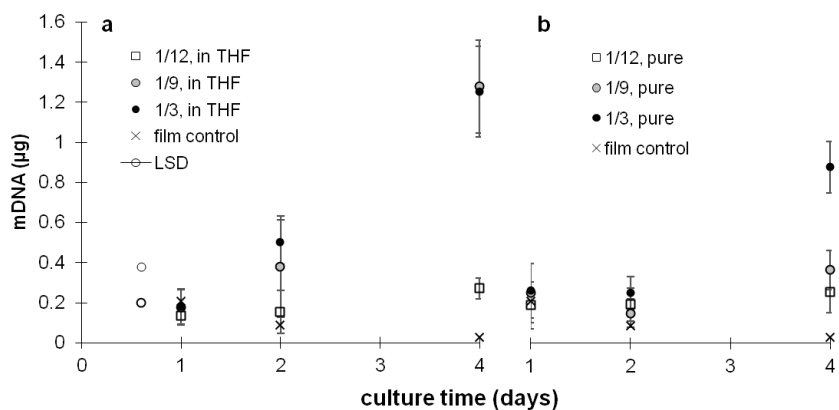 mDNA (µg)
1.6
1.4
1.2
1
0.8
0.6
0.4
0.2
0
a
1/12, in THF
1/9, in THF
1/3, in THF
film control
LSD
b
1/12, pure
1/9, pure
1/3, pure
film control
0 1 2 3 4 1 2 3 4
culture time (days)